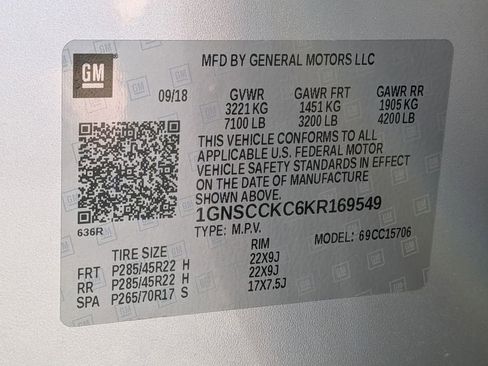 GM
MFD BY GENERAL MOTORS LLC
09/18 GVWR GAWR FRT GAWR RR
3221 KG 1451 KG 1905 KG
7100 LB 3200 LB 4200 LB
THIS VEHICLE CONFORMS TO ALL
APPLICABLE U.S. FEDERAL MOTOR
VEHICLE SAFETY STANDARDS IN EFFECT
ON THE DATE OF MANUFACTURE
SHOWN ABOVE.
636R
1GNSCCKC6KR169549
TYPE: M.P.V. MODEL: 69CC15706
TIRE SIZE RIM
FRT P285/45R22 H 22X9J
RR P285/45R22 H 22X9J
SPA P265/70R17 S 17X7.5J